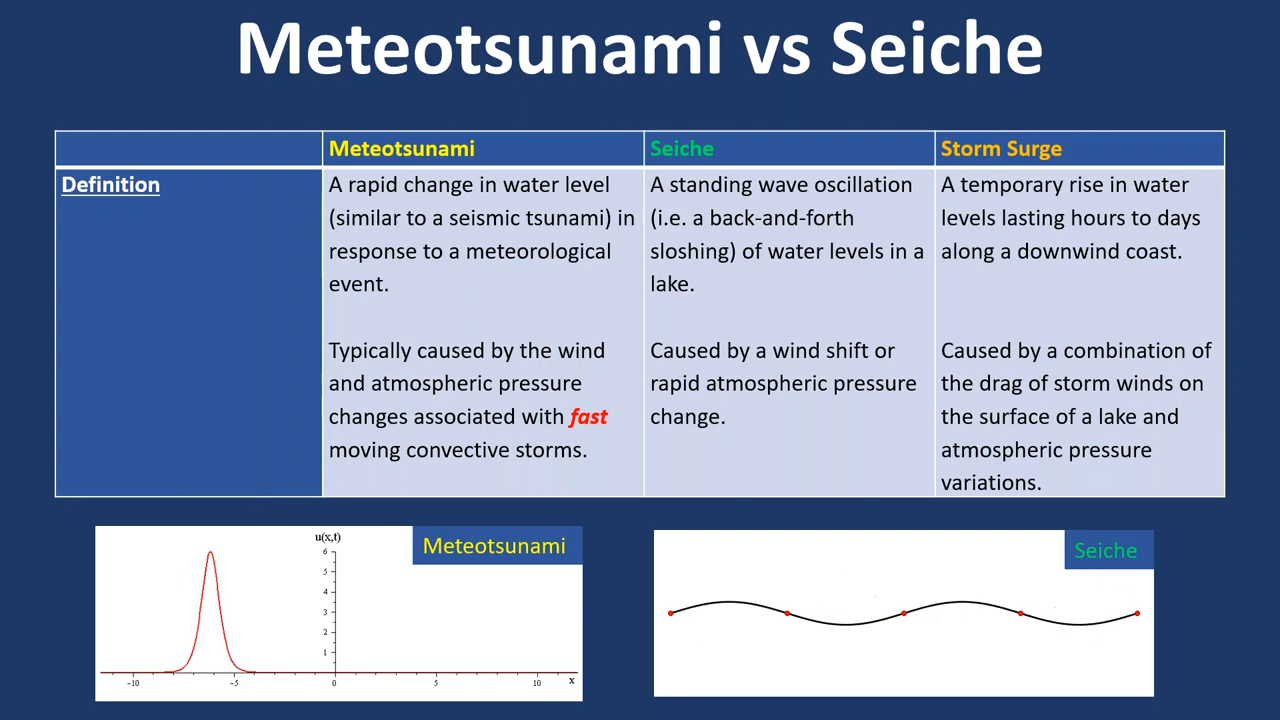 Meteotsunami vs Seiche
Meteotsunami
Seiche
Storm Surge
Definition
A rapid change in water level
(similar to a seismic tsunami) in
response to a meteorological
event.
Typically caused by the wind
and atmospheric pressure
changes associated with fast
moving convective storms.
A standing wave oscillation
(i.e. a back-and-forth
sloshing) of water levels in a
lake.
Caused by a wind shift or
rapid atmospheric pressure
change.
A temporary rise in water
levels lasting hours to days
along a downwind coast.
Caused by a combination of
the drag of storm winds on
the surface of a lake and
atmospheric pressure
variations.
u(x,t)
Meteotsunami
6
5
4
3
2
1
−10
−5
0
5
10
x
Seiche